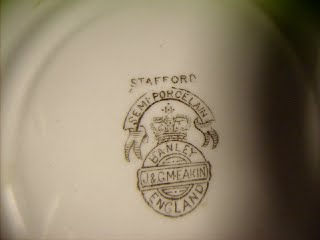 STAFFORD
SEMI PORCELAIN
HANLEY
J&G MEAKIN
ENGLAND